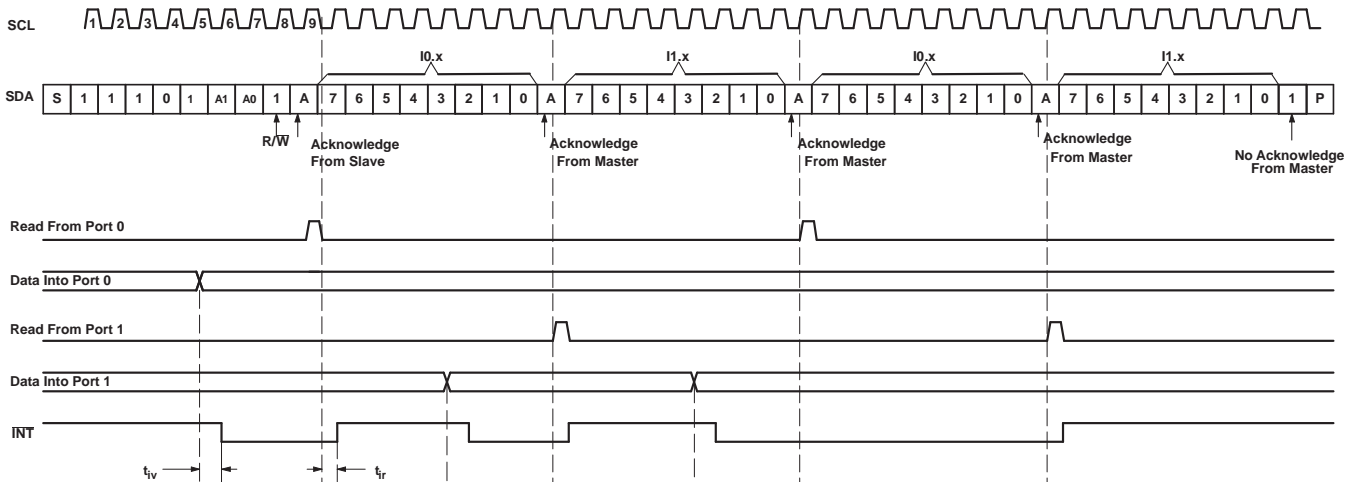 SCL 1 2 3 4 5 6 7 8 9
I0.x I1.x I0.x I1.x
SDA S 1 1 1 0 1 A1 A0 1 A 7 6 5 4 3 2 1 0 A 7 6 5 4 3 2 1 0 A 7 6 5 4 3 2 1 0 A 7 6 5 4 3 2 1 0 1 P
R/W
Acknowledge
From Slave
Acknowledge
From Master
Acknowledge
From Master
Acknowledge
From Master
No Acknowledge
From Master
Read From Port 0
Data Into Port 0
Read From Port 1
Data Into Port 1
INT
tiv tir